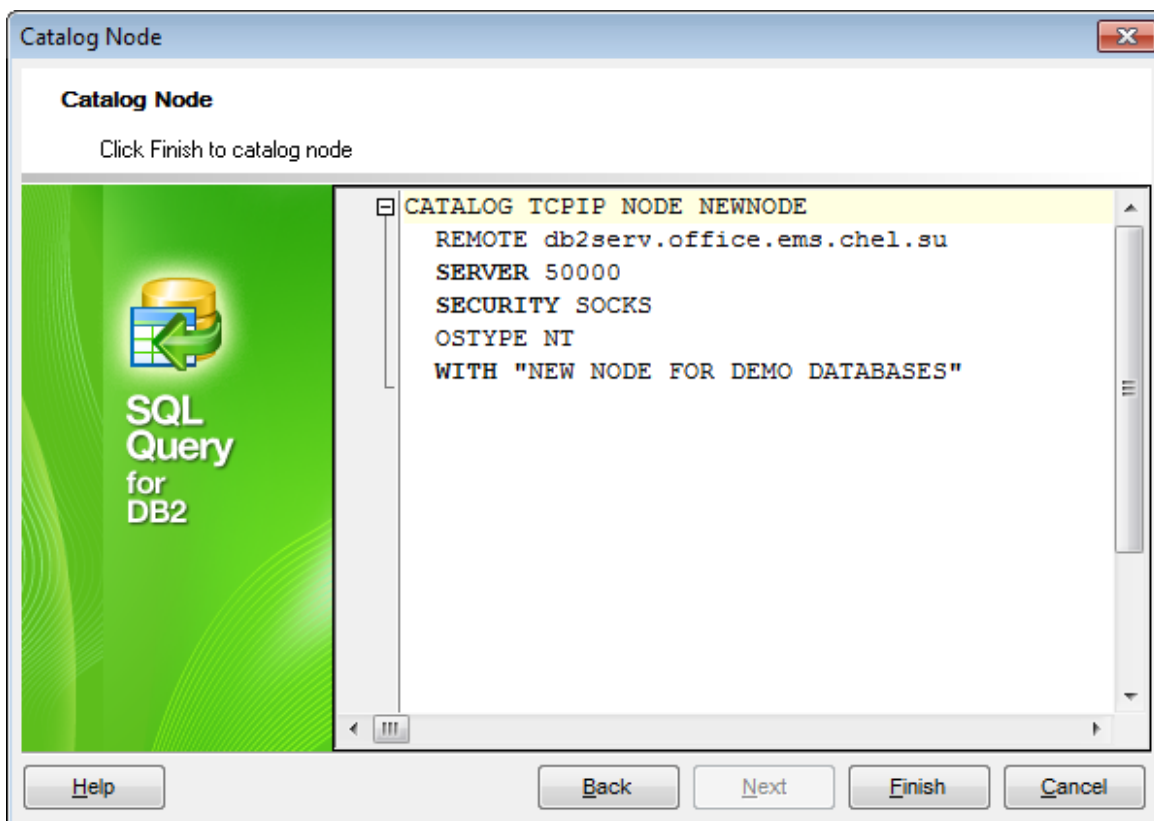 Catalog Node
Catalog Node
Click Finish to catalog node
CATALOG TCPIP NODE NEWNODE
REMOTE db2serv.office.ems.chel.su
SERVER 50000
SECURITY SOCKS
OSTYPE NT
WITH "NEW NODE FOR DEMO DATABASES"
SQL
Query
for
DB2
Help
Back
Next
Finish
Cancel